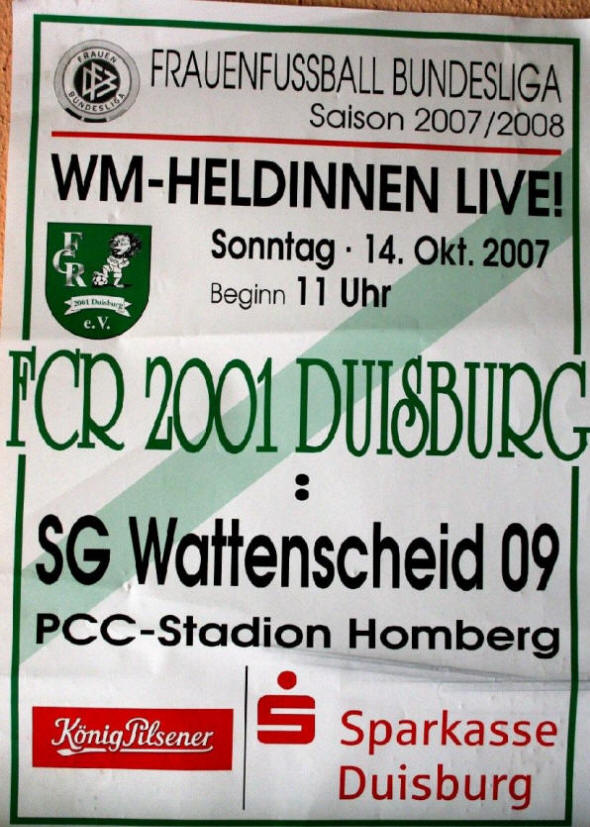 FRAUEN
DFB
BUNDESLIGA
FRAUENFUSSBALL BUNDESLIGA
Saison 2007/2008
WM-HELDINNEN LIVE!
FCR
2001 Duisburg
e.V.
Sonntag · 14. Okt. 2007
Beginn 11 Uhr
FCR 2001 DUISBURG
:
SG Wattenscheid 09
PCC-Stadion Homberg
König Pilsener
Sparkasse
Duisburg